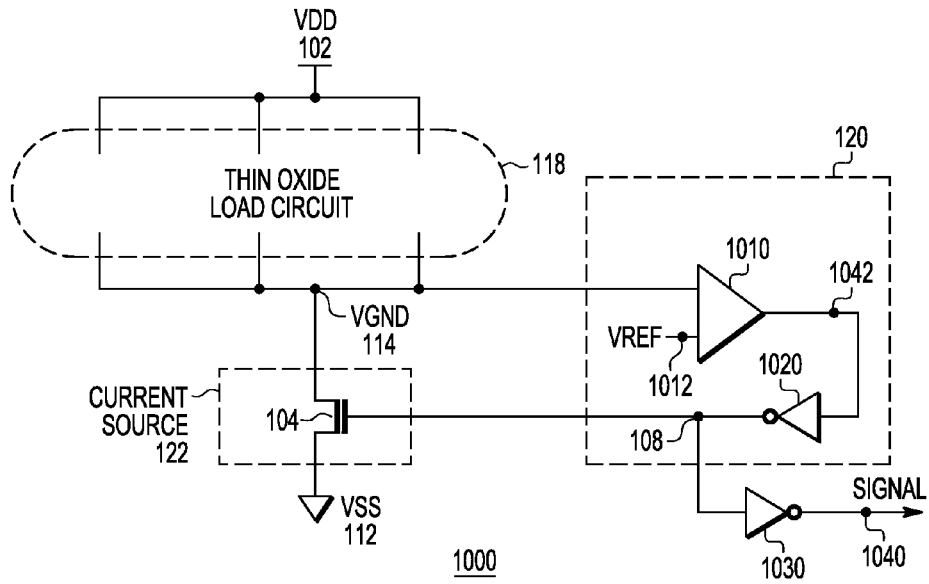 VDD
102
120
THIN OXIDE
LOAD CIRCUIT
118
1010
1042
VGND
114
VREF
1012
1020
CURRENT
SOURCE
122
104
108
VSS
112
SIGNAL
1030
1040
1000